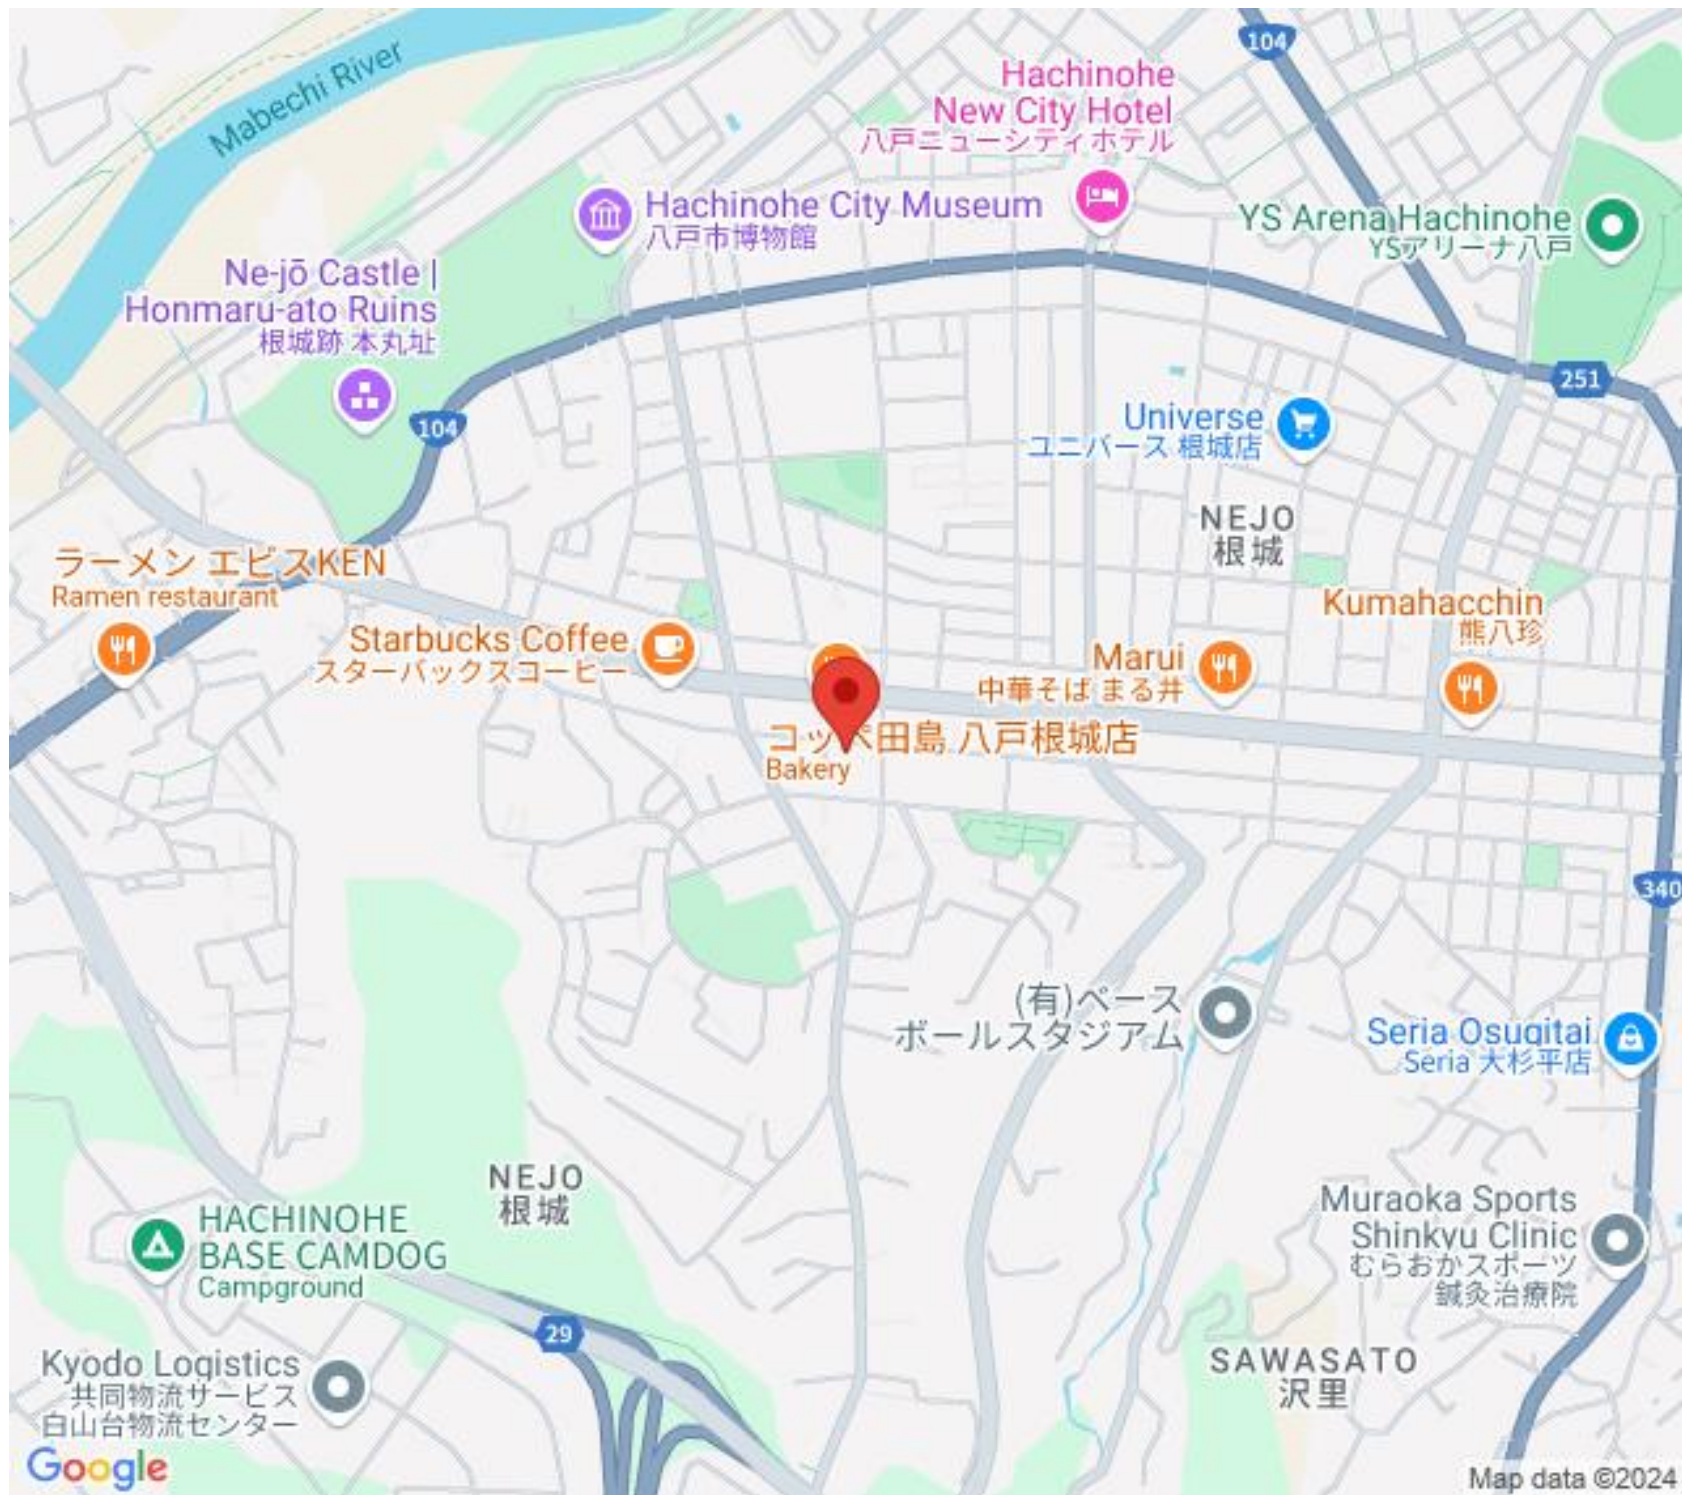 104
Mabechi River
Hachinohe
New City Hotel
八戸ニューシティホテル
Hachinohe City Museum
八戸市博物館
YS Arena Hachinohe
YSアリーナ八戸
Ne-jō Castle |
Honmaru-ato Ruins
根城跡 本丸址
104
251
Universe
ユニバース 根城店
NEJO
根城
ラーメン エビスKEN
Ramen restaurant
Kumahacchin
熊八珍
Starbucks Coffee
スターバックスコーヒー
Marui
中華そば まる井
コッペ田島 八戸根城店
Bakery
340
(有)ベース
ボールスタジアム
Seria Osugitai
Seria 大杉平店
NEJO
根城
Muraoka Sports
Shinkyu Clinic
むらおかスポーツ
鍼灸治療院
HACHINOHE
BASE CAMDOG
Campground
29
Kyodo Logistics
共同物流サービス
白山台物流センター
SAWASATO
沢里
Google
Map data ©2024